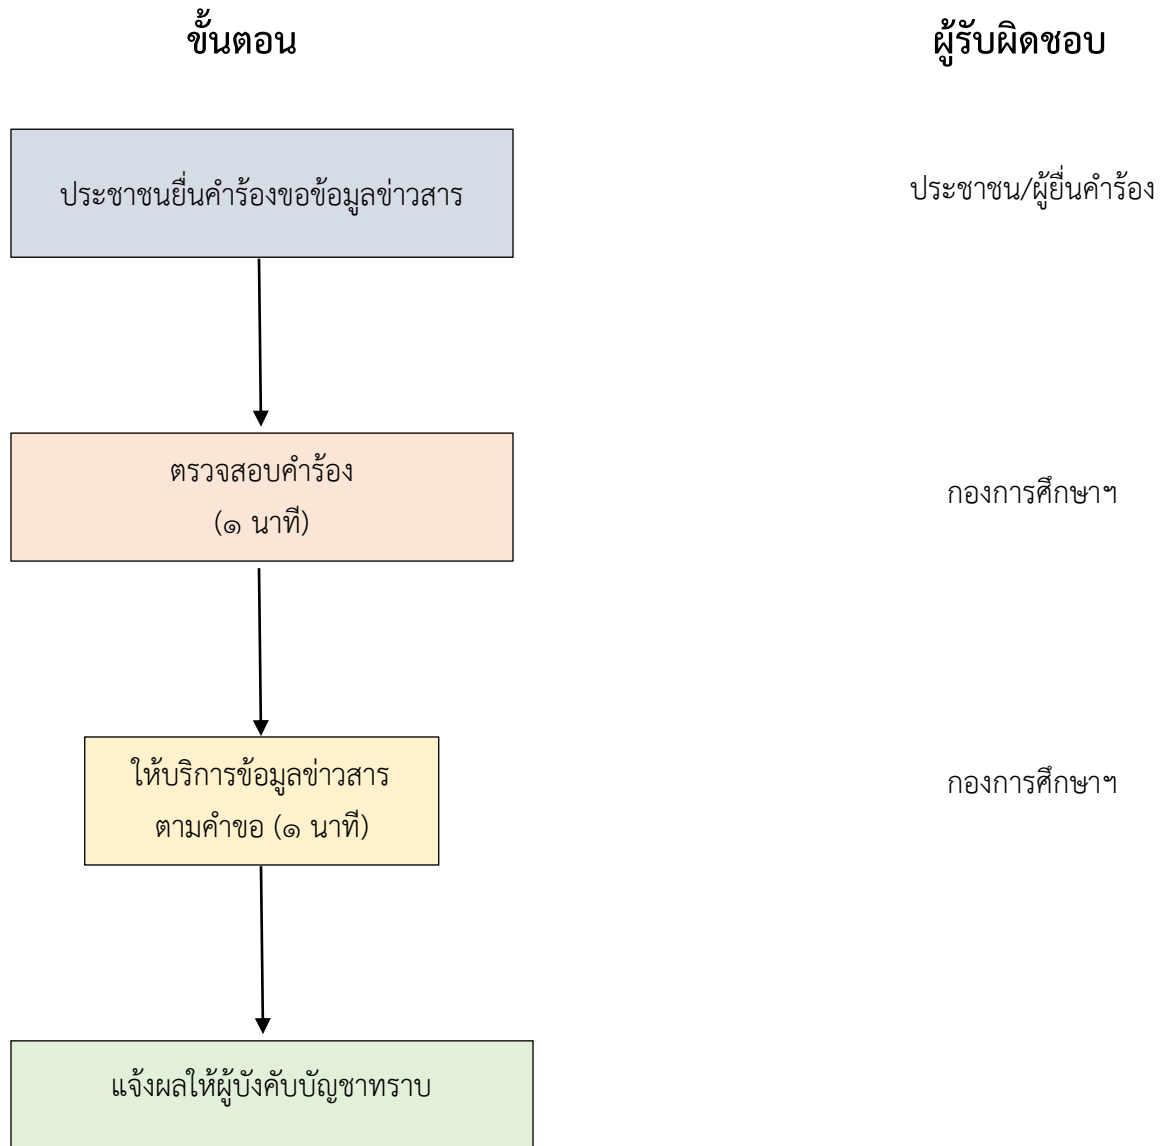 ขั้นตอน
ผู้รับผิดชอบ
ประชาชนยื่นคำร้องขอข้อมูลข่าวสาร
ประชาชน/ผู้ยื่นคำร้อง
ตรวจสอบคำร้อง
(๑ นาที)
กองการศึกษาฯ
ให้บริการข้อมูลข่าวสาร
ตามคำขอ (๑ นาที)
กองการศึกษาฯ
แจ้งผลให้ผู้บังคับบัญชาทราบ